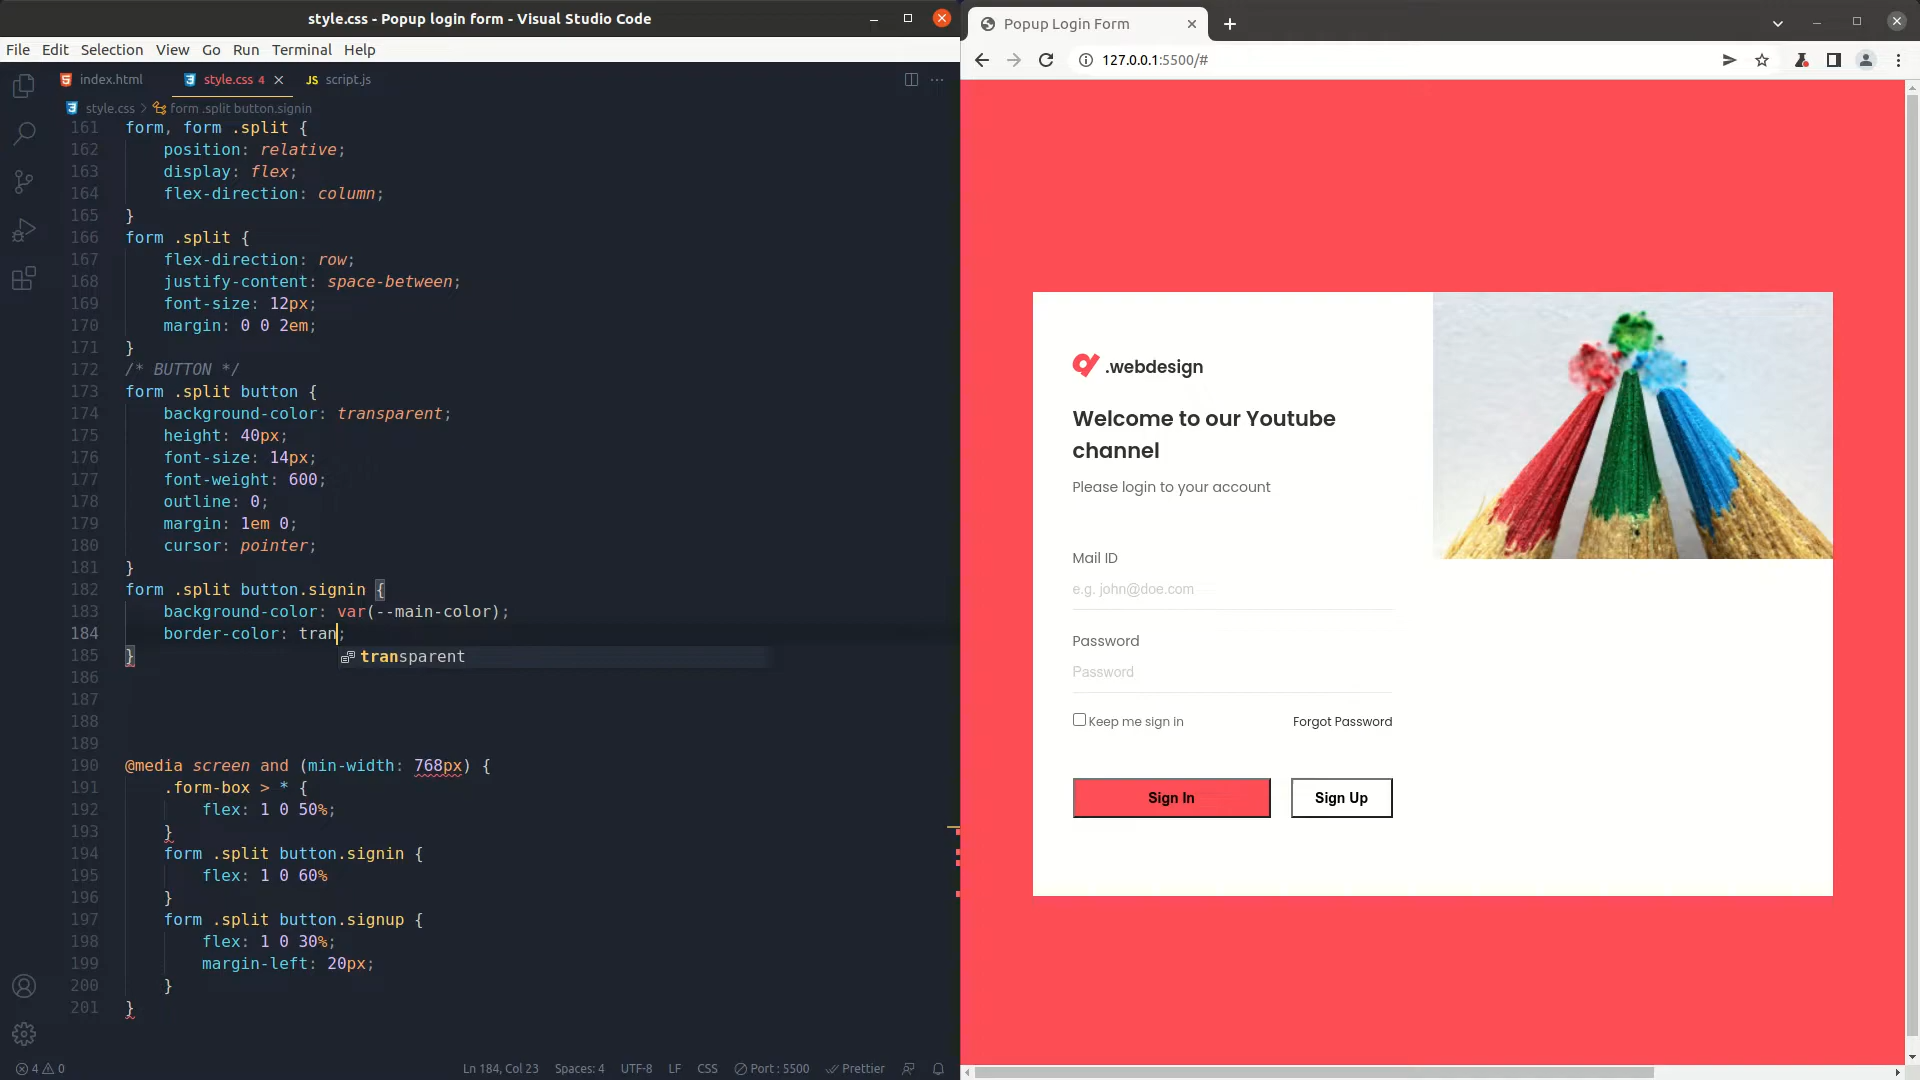 style.css - Popup login form - Visual Studio Code
File Edit Selection View Go Run Terminal Help
index.html
style.css 4
JS script.js
style.css > form .split button.signin
161 form, form .split {
162 position: relative;
163 display: flex;
164 flex-direction: column;
165 }
166 form .split {
167 flex-direction: row;
168 justify-content: space-between;
169 font-size: 12px;
170 margin: 0 0 2em;
171 }
172 /* BUTTON */
173 form .split button {
174 background-color: transparent;
175 height: 40px;
176 font-size: 14px;
177 font-weight: 600;
178 outline: 0;
179 margin: 1em 0;
180 cursor: pointer;
181 }
182 form .split button.signin {
183 background-color: var(--main-color);
184 border-color: tran;
185 }
transparent
186
187
188
189
190 @media screen and (min-width: 768px) {
191 .form-box > * {
192 flex: 1 0 50%;
193 }
194 form .split button.signin {
195 flex: 1 0 60%
196 }
197 form .split button.signup {
198 flex: 1 0 30%;
199 margin-left: 20px;
200 }
201 }
4 0
Ln 184, Col 23 Spaces: 4 UTF-8 LF CSS Port : 5500 Prettier
Popup Login Form
127.0.0.1:5500/#
.webdesign
Welcome to our Youtube
channel
Please login to your account
Mail ID
e.g. john@doe.com
Password
Password
Keep me sign in
Forgot Password
Sign In
Sign Up